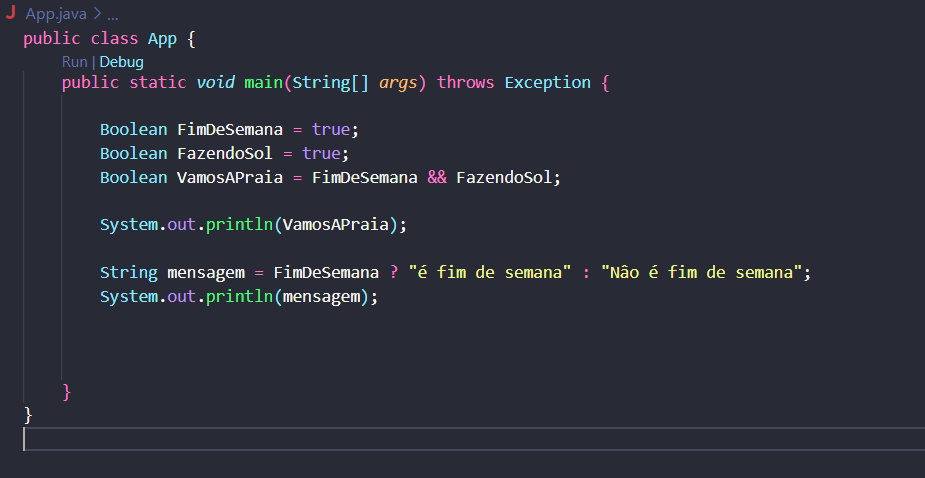 J App.java > ...
public class App {
Run | Debug
public static void main(String[] args) throws Exception {
Boolean FimDeSemana = true;
Boolean FazendoSol = true;
Boolean VamosAPraia = FimDeSemana && FazendoSol;
System.out.println(VamosAPraia);
String mensagem = FimDeSemana ? "é fim de semana" : "Nâo é fim de semana";
System.out.println(mensagem);
}
}